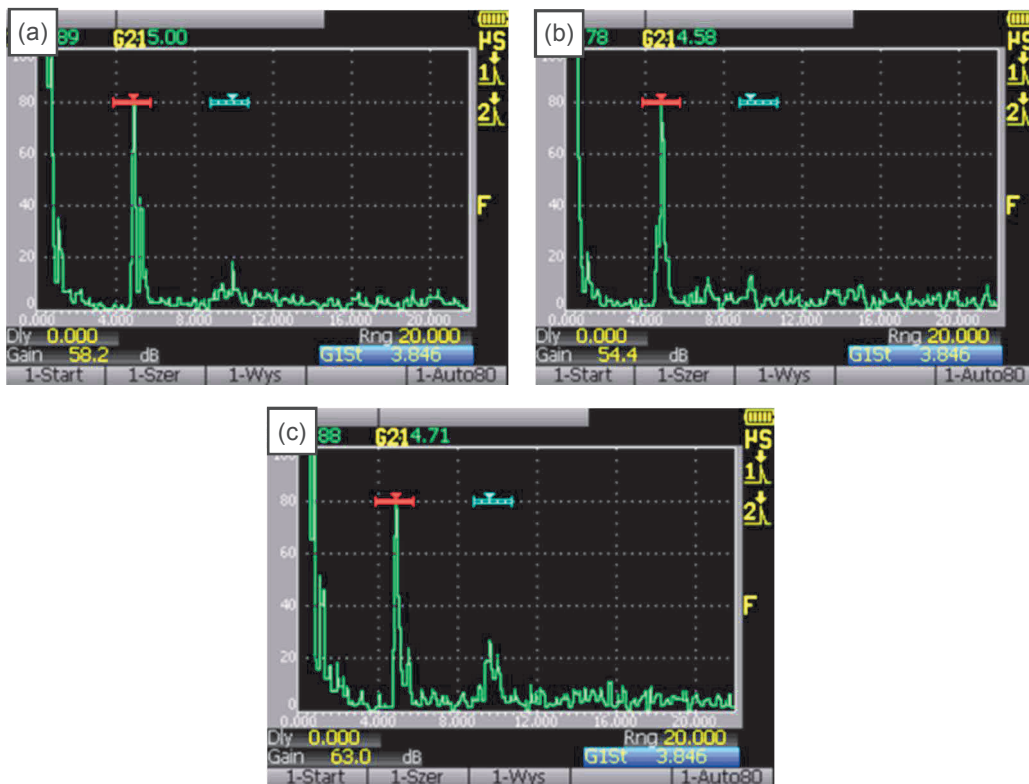 (a)
89 G21 5.00
µS
1
2
F
100
80
60
40
20
0
0.000 4.000 8.000 12.000 16.000 20.000
Dly 0.000 Rng 20.000
Gain 58.2 dB G1St 3.846
1-Start 1-Szer 1-Wys 1-Auto80
(b)
78 G21 4.58
µS
1
2
F
100
80
60
40
20
0
0.000 4.000 8.000 12.000 16.000 20.000
Dly 0.000 Rng 20.000
Gain 54.4 dB G1St 3.846
1-Start 1-Szer 1-Wys 1-Auto80
(c)
88 G21 4.71
µS
1
2
F
100
80
60
40
20
0
0.000 4.000 8.000 12.000 16.000 20.000
Dly 0.000 Rng 20.000
Gain 63.0 dB G1St 3.846
1-Start 1-Szer 1-Wys 1-Auto80